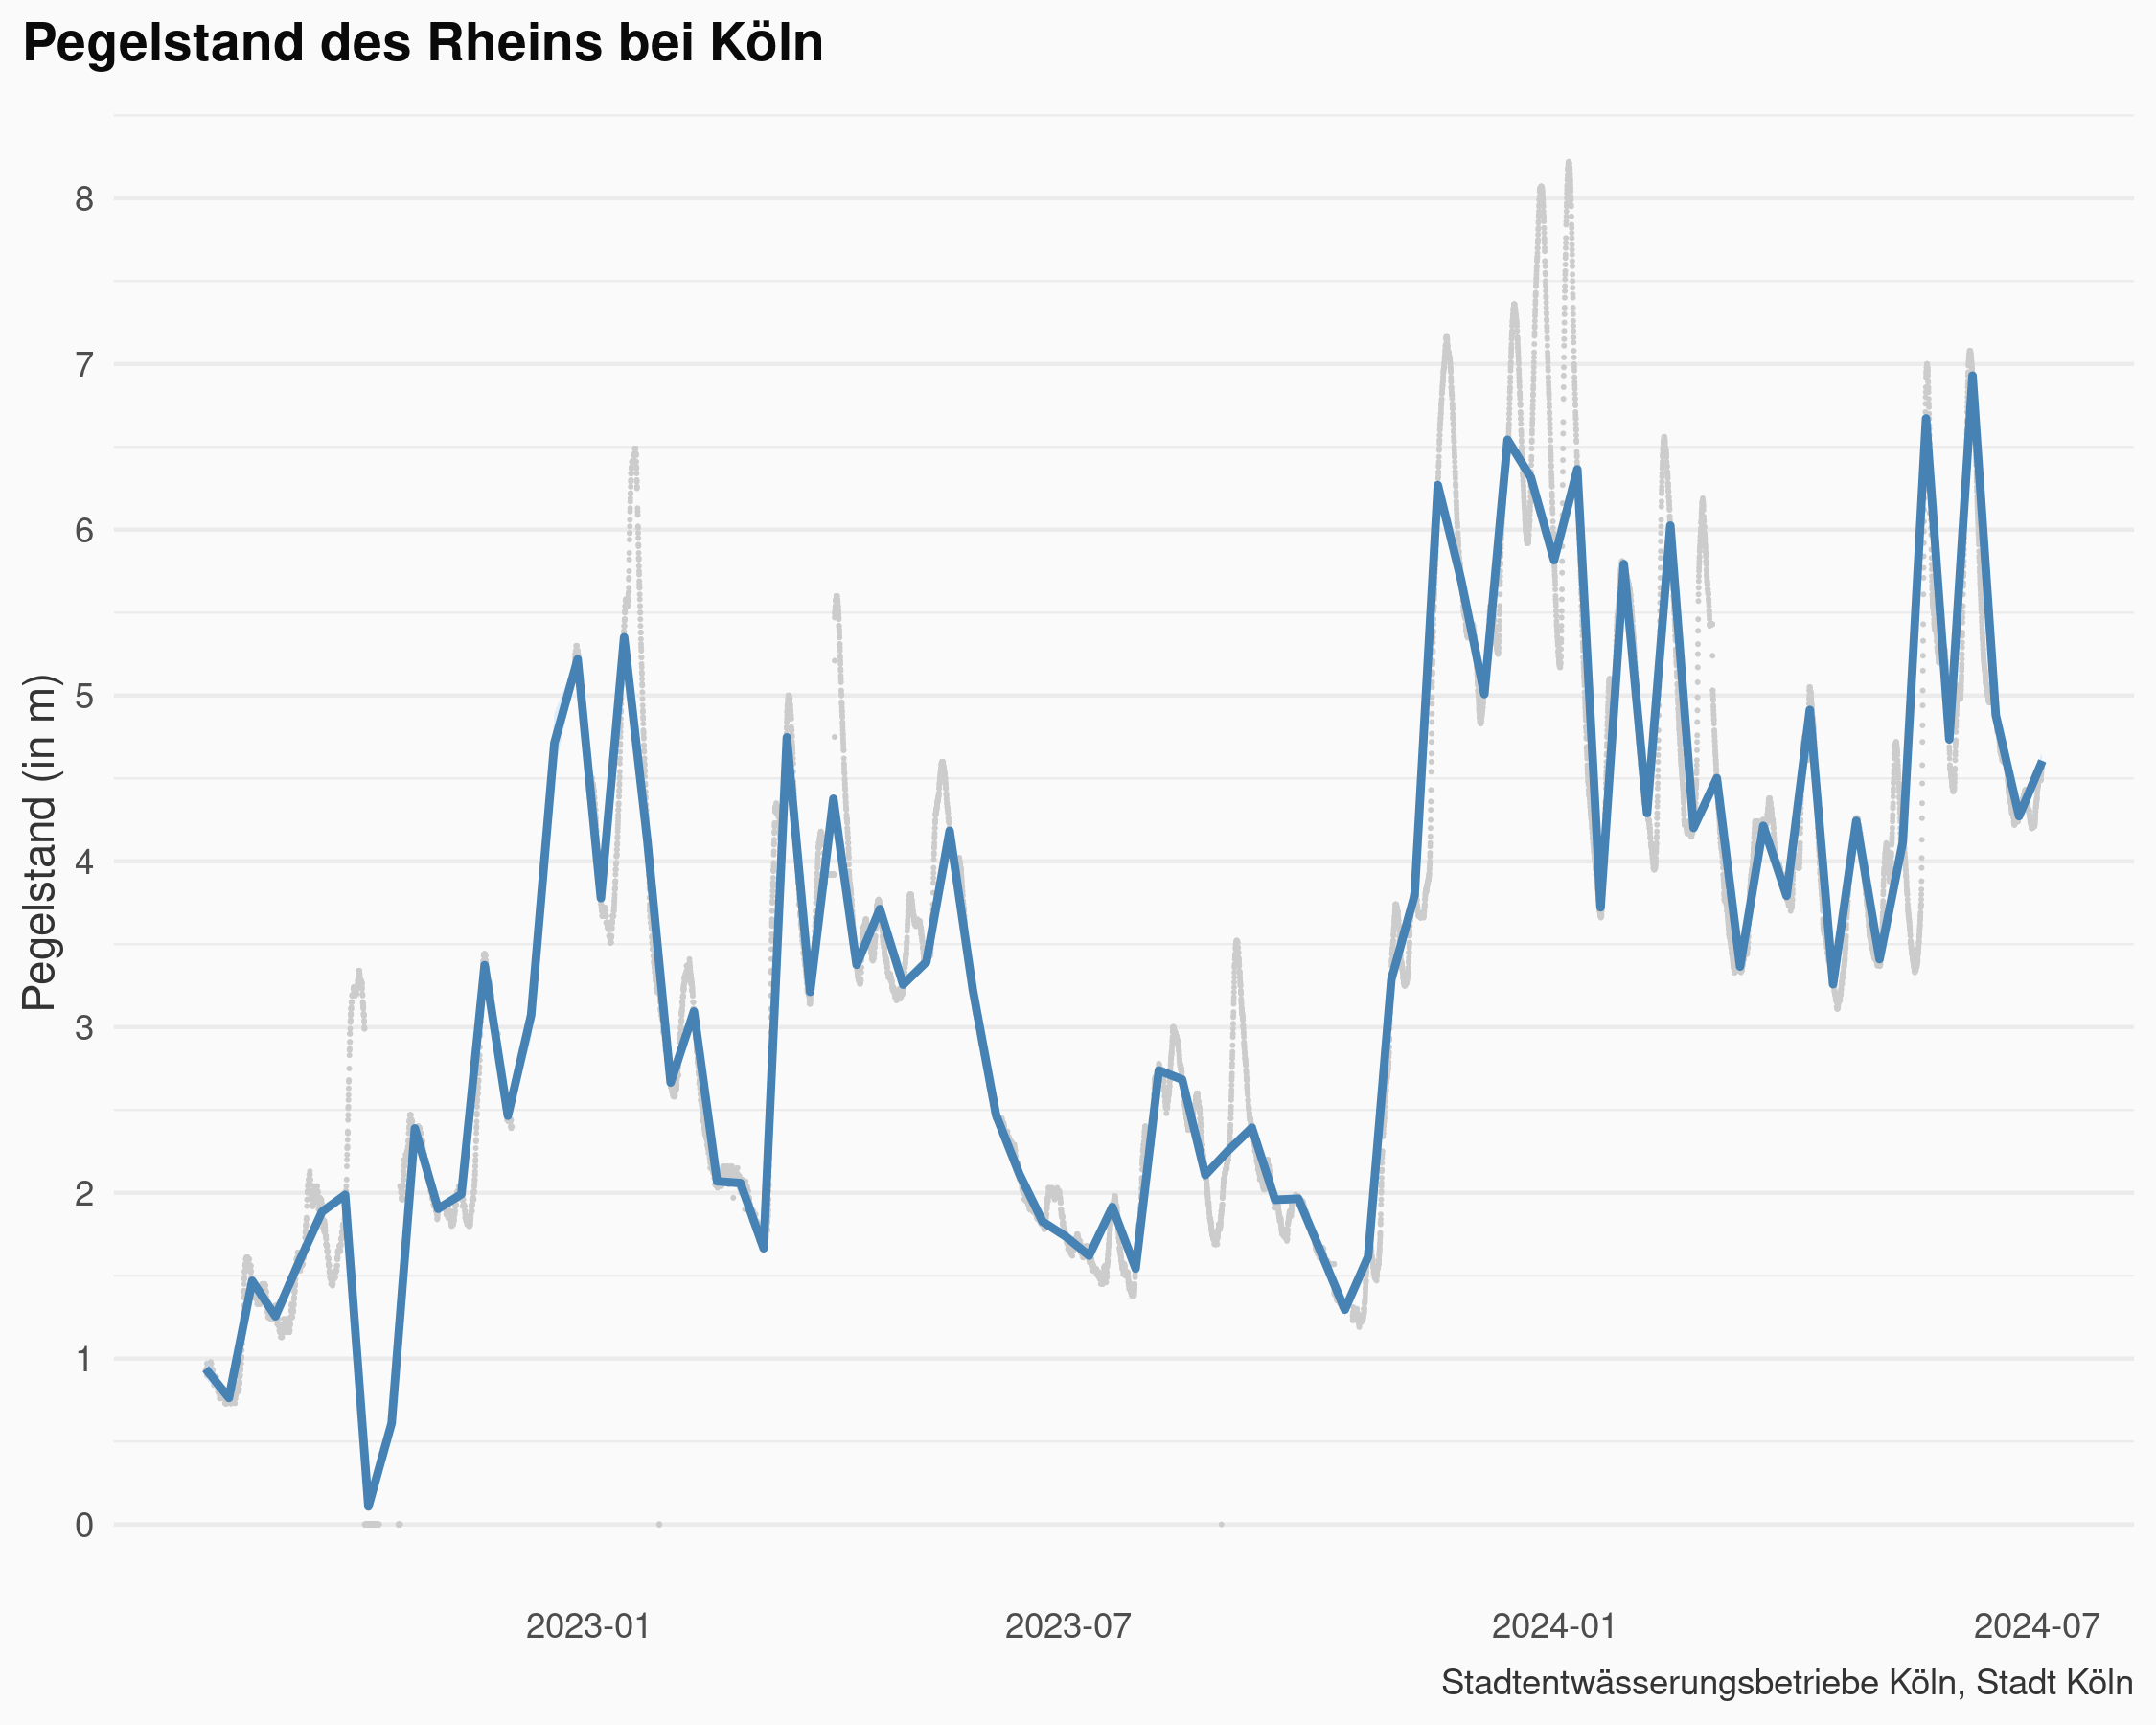 Pegelstand des Rheins bei Köln
Pegelstand (in m)
8
7
6
5
4
3
2
1
0
2023-01 2023-07 2024-01 2024-07
Stadtentwässerungsbetriebe Köln, Stadt Köln